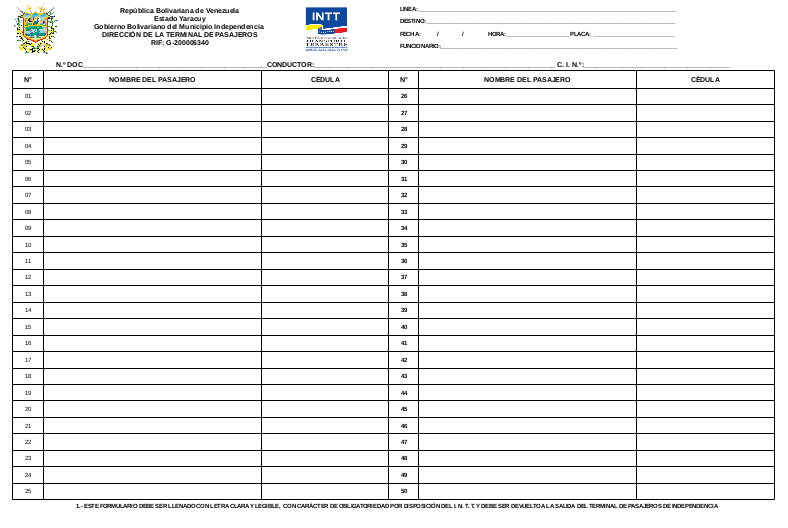 República Bolivariana de Venezuela
Estado Yaracuy
Gobierno Bolivariano del Municipio Independencia
DIRECCIÓN DE LA TERMINAL DE PASAJEROS
RIF: G-200006340
INTT
TRANSPORTE
TERRESTRE
LINEA:
DESTINO:
FECHA: / / HORA: PLACA:
FUNCIONARIO:
N.º DOC CONDUCTOR: C. I. N.º:
Nº NOMBRE DEL PASAJERO CÉDULA Nº NOMBRE DEL PASAJERO CÉDULA
01 26
02 27
03 28
04 29
05 30
06 31
07 32
08 33
09 34
10 35
11 36
12 37
13 38
14 39
15 40
16 41
17 42
18 43
19 44
20 45
21 46
22 47
23 48
24 49
25 50
1.- ESTE FORMULARIO DEBE SER LLENADO CON LETRA CLARA Y LEGIBLE, CON CARÁCTER DE OBLIGATORIEDAD POR DISPOSICIÓN DEL I. N. T. T. Y DEBE SER DEVUELTO A LA SALIDA DEL TERMINAL DE PASAJEROS DE INDEPENDENCIA